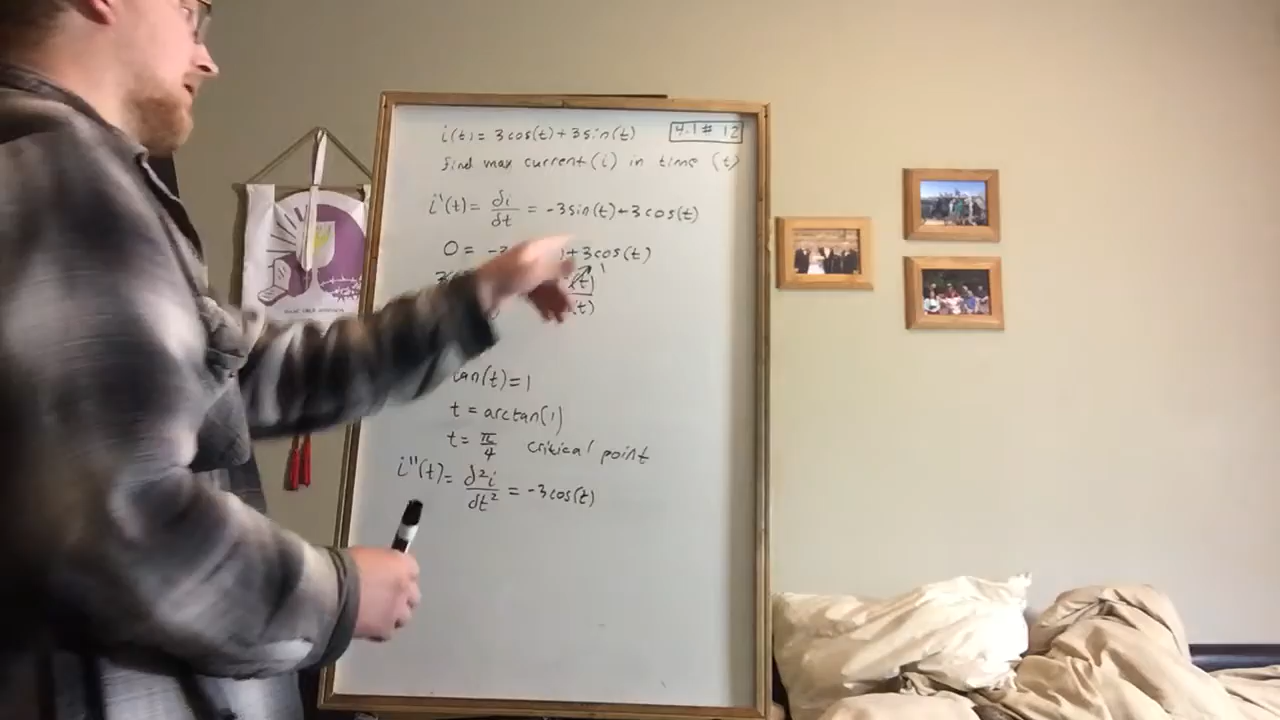 i(t) = 3cos(t) + 3sin(t) 4.1 # 12
find max current (i) in time (t)
i'(t) = δi/δt = -3sin(t) + 3cos(t)
0 = + 3cos(t)
tan(t) = 1
t = arctan(1)
t = π/4 critical point
i''(t) = δ²i/δt² = -3cos(t)